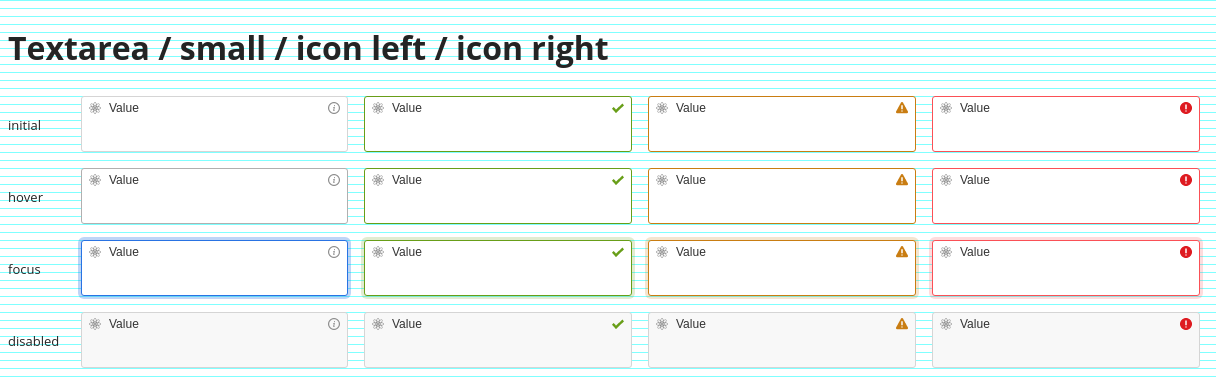 Textarea / small / icon left / icon right
initial Value Value Value Value
hover Value Value Value Value
focus Value Value Value Value
disabled Value Value Value Value